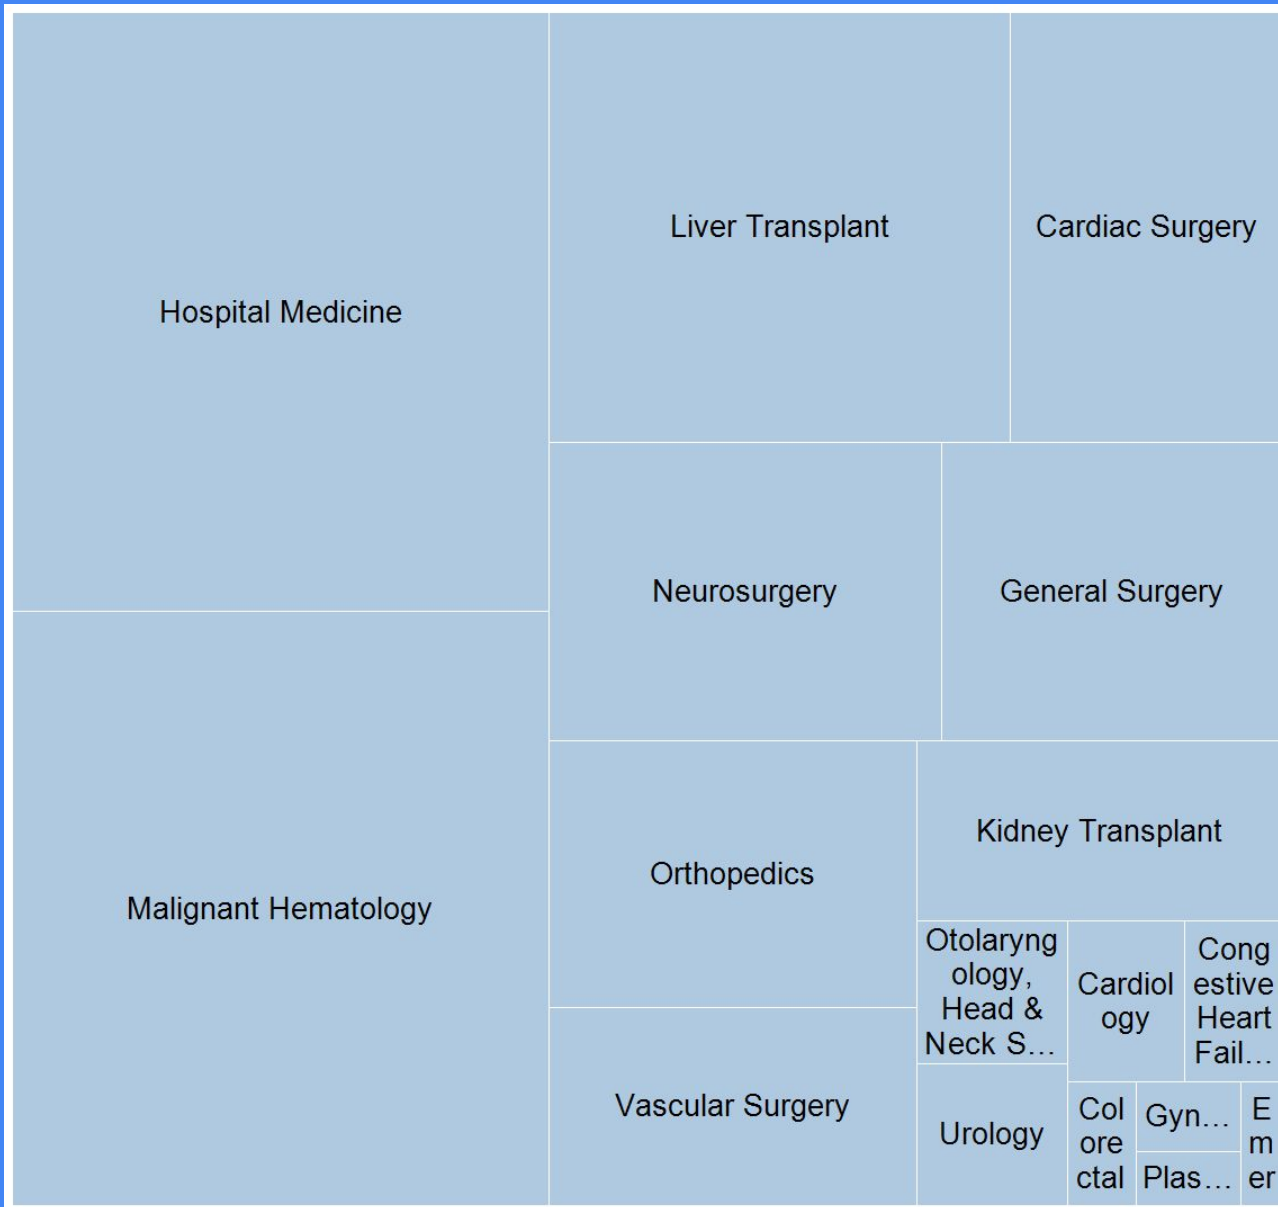 Hospital Medicine
Malignant Hematology
Liver Transplant
Cardiac Surgery
Neurosurgery
General Surgery
Orthopedics
Vascular Surgery
Kidney Transplant
Otolaryng
ology,
Head &
Neck S...
Urology
Cardiol
ogy
Cong
estive
Heart
Fail...
Col
ore
ctal
Gyn...
Plas...
E
m
er